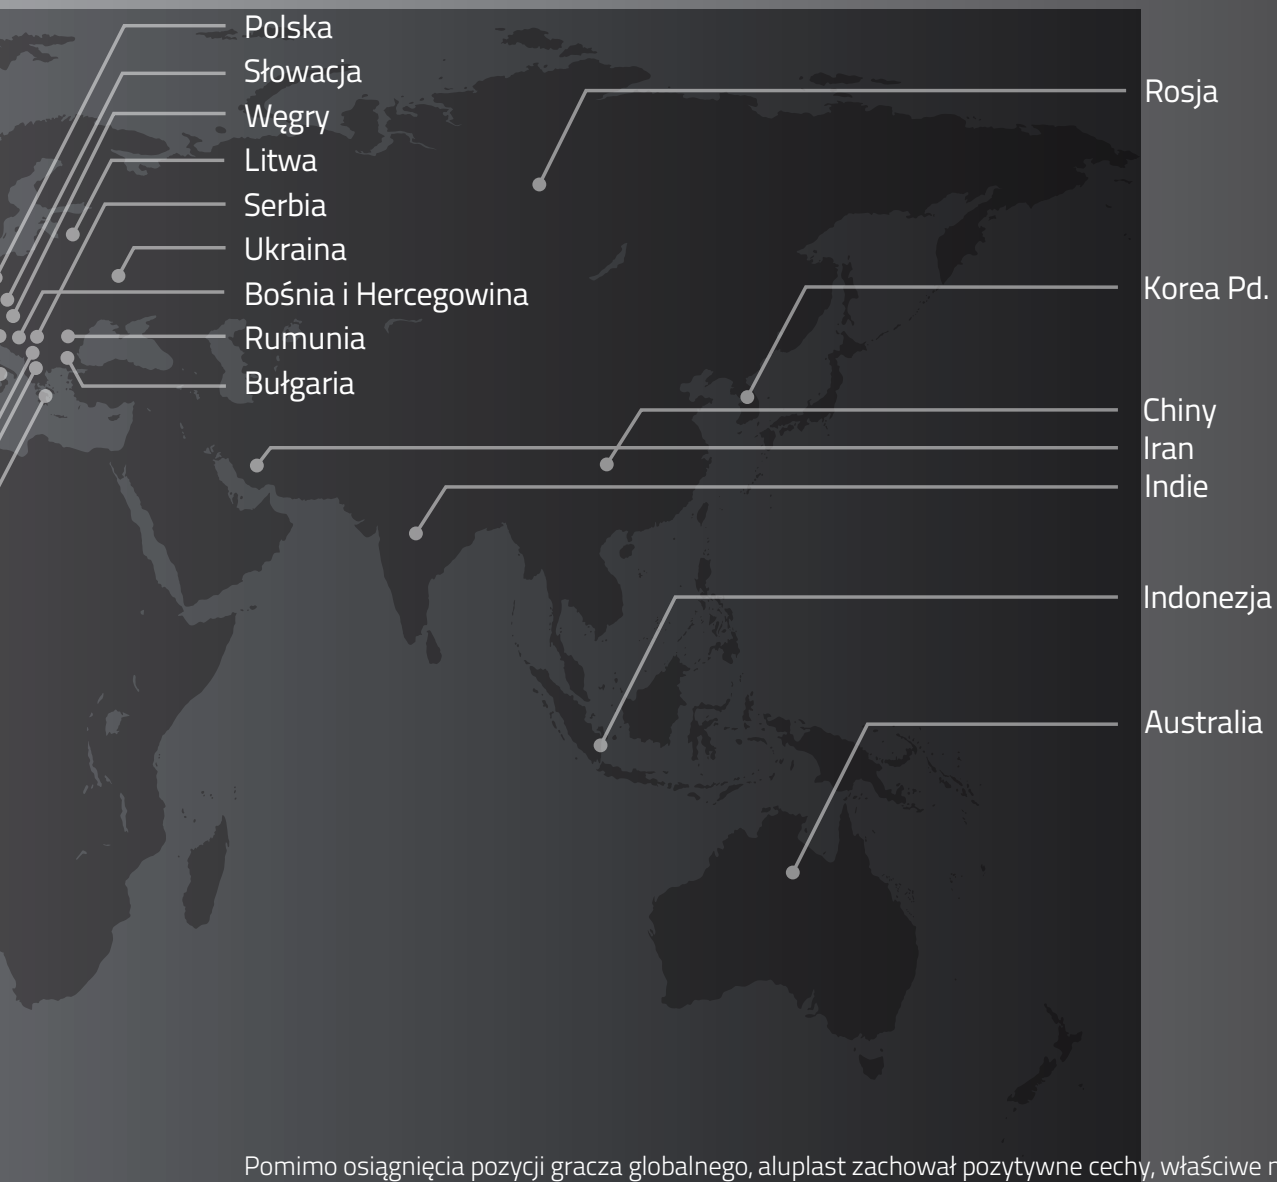 Polska
Słowacja
Węgry
Litwa
Serbia
Ukraina
Bośnia i Hercegowina
Rumunia
Bułgaria
Rosja
Korea Pd.
Chiny
Iran
Indie
Indonezja
Australia
Pomimo osiągnięcia pozycji gracza globalnego, aluplast zachował pozytywne cechy, właściwe